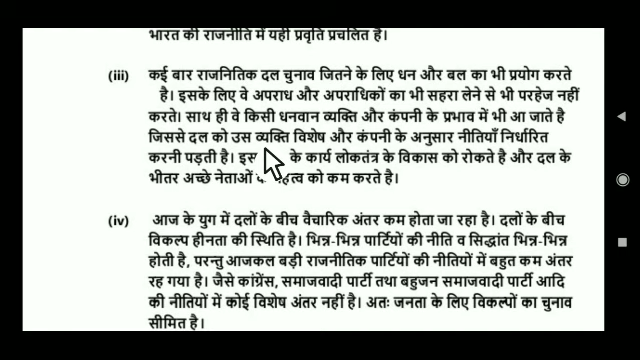 भारत की राजनीति में यही प्रवृति प्रचलित है।
(iii) कई बार राजनितिक दल चुनाव जितने के लिए धन और बल का भी प्रयोग करते
है। इसके लिए वे अपराध और अपराधिकों का भी सहरा लेने से भी परहेज नहीं
करते। साथ ही वे किसी धनवान व्यक्ति और कंपनी के प्रभाव में भी आ जाते है
जिससे दल को उस व्यक्ति विशेष और कंपनी के अनुसार नीतियाँ निर्धारित
करनी पड़ती है। के कार्य लोकतंत्र के विकास को रोकते है और दल के
भीतर अच्छे नेताओं को कम करते है।
(iv) आज के युग में दलों के बीच वैचारिक अंतर कम होता जा रहा है। दलों के बीच
विकल्प हीनता की स्थिति है। भिन्न-भिन्न पार्टियों की नीति व सिद्धांत भिन्न-भिन्न
होती है, परन्तु आजकल बड़ी राजनीतिक पार्टियों की नीतियों में बहुत कम अंतर
रह गया है। जैसे कांग्रेंस, समाजवादी पार्टी तथा बहुजन समाजवादी पार्टी आदि
की नीतियों में कोई विशेष अंतर नहीं है। अतः जनता के लिए विकल्पों का चुनाव
सीमित है।